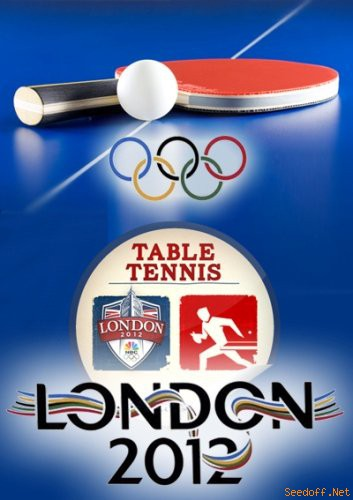 TABLE
TENNIS
LONDON
2012
NBC
LONDON
2012
Seedoff.Net